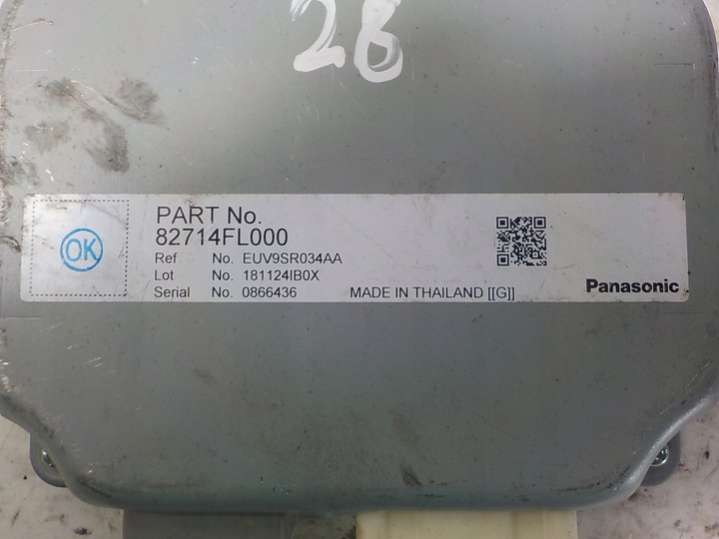 28
PART No.
82714FL000
OK
Ref No. EUV9SR034AA
Lot No. 181124IB0X
Serial No. 0866436 MADE IN THAILAND [[G]]
Panasonic